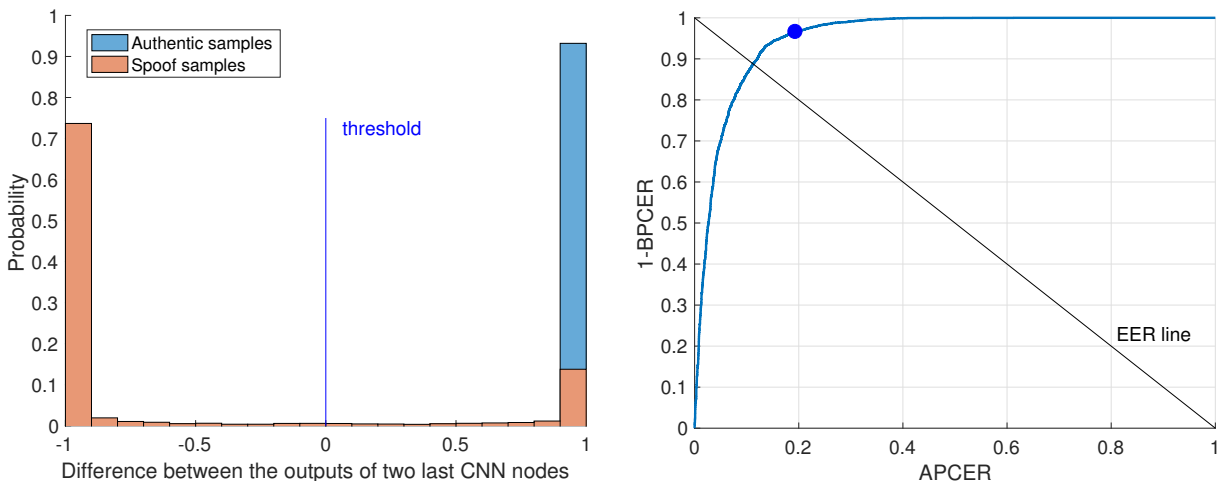 Authentic samples
Spoof samples
threshold
Probability
1
0.9
0.8
0.7
0.6
0.5
0.4
0.3
0.2
0.1
0
-1 -0.5 0 0.5 1
Difference between the outputs of two last CNN nodes
EER line
1-BPCER
1
0.9
0.8
0.7
0.6
0.5
0.4
0.3
0.2
0.1
0
0 0.2 0.4 0.6 0.8 1
APCER